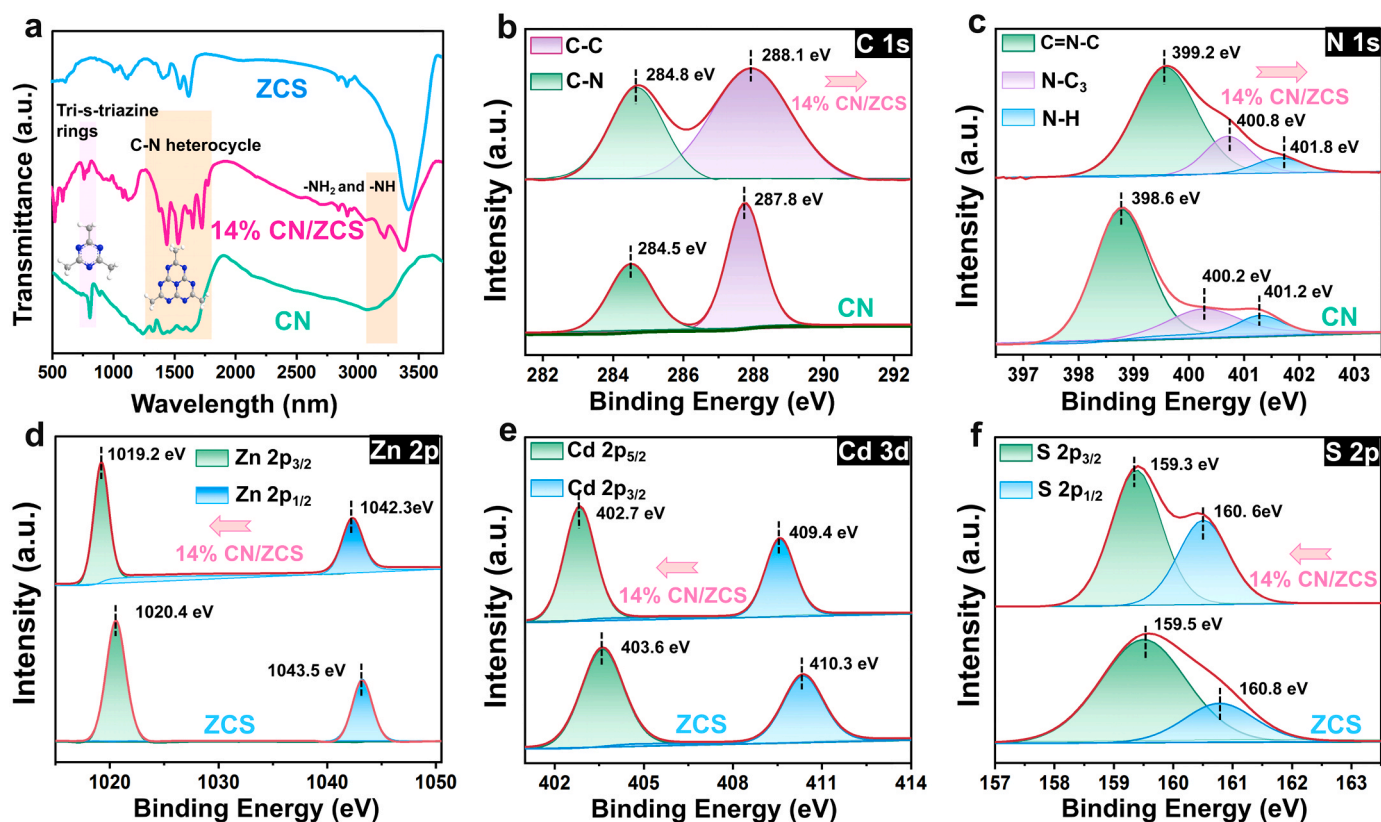 a
ZCS
Tri-s-triazine
rings
C-N heterocycle
-NH₂ and -NH
14% CN/ZCS
CN
Transmittance (a.u.)
500 1000 1500 2000 2500 3000 3500
Wavelength (nm)
b
C 1s
C-C
C-N
284.8 eV
288.1 eV
14% CN/ZCS
284.5 eV
287.8 eV
CN
Intensity (a.u.)
282 284 286 288 290 292
Binding Energy (eV)
c
N 1s
C=N-C
N-C₃
N-H
399.2 eV
14% CN/ZCS
400.8 eV
401.8 eV
398.6 eV
400.2 eV
401.2 eV
CN
Intensity (a.u.)
397 398 399 400 401 402 403
Binding Energy (eV)
d
Zn 2p
1019.2 eV
Zn 2p₃/₂
Zn 2p₁/₂
1042.3eV
14% CN/ZCS
1020.4 eV
1043.5 eV
ZCS
Intensity (a.u.)
1020 1030 1040 1050
Binding Energy (eV)
e
Cd 3d
Cd 2p₅/₂
Cd 2p₃/₂
402.7 eV
409.4 eV
14% CN/ZCS
403.6 eV
410.3 eV
ZCS
Intensity (a.u.)
402 405 408 411 414
Binding Energy (eV)
f
S 2p
S 2p₃/₂
S 2p₁/₂
159.3 eV
160. 6eV
14% CN/ZCS
159.5 eV
160.8 eV
ZCS
Intensity (a.u.)
157 158 159 160 161 162 163
Binding Energy (eV)